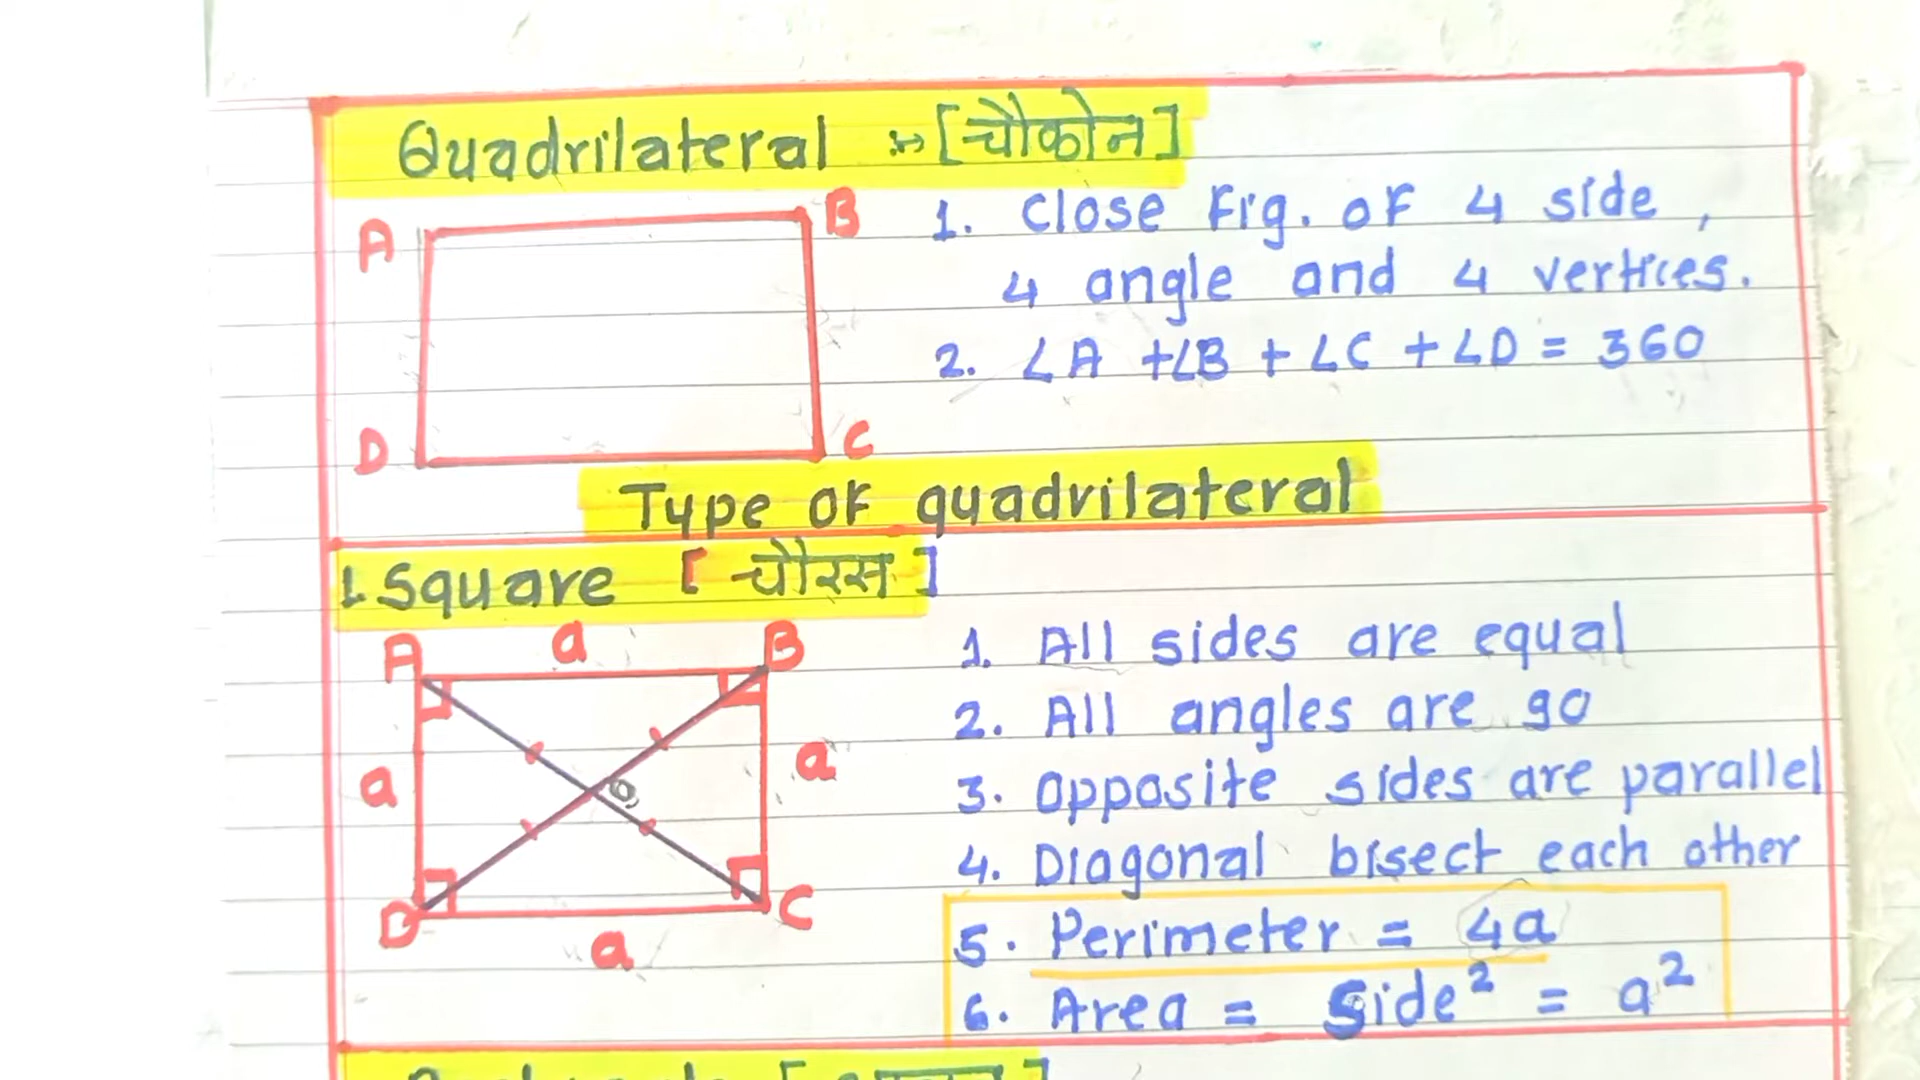 Quadrilateral :→ [चौकोन]
A
B
D
C
1. Close Fig. of 4 side ,
4 angle and 4 vertices.
2. ∠A +∠B + ∠C + ∠D = 360
Type of quadrilateral
1. Square [ चौरस ]
A a B
a
a
D
C
a
O
1. All sides are equal
2. All angles are 90
3. Opposite sides are parallel
4. Diagonal bisect each other
5. Perimeter = 4a
6. Area = Side² = a²